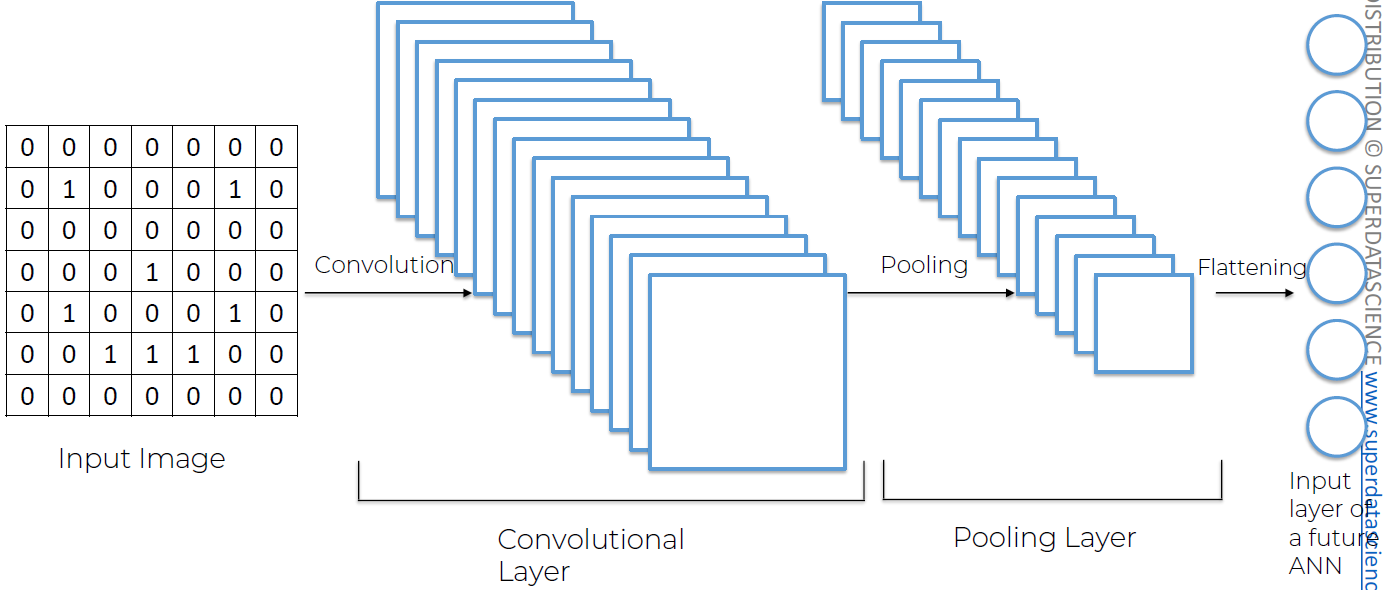 0 0 0 0 0 0 0
0 1 0 0 0 1 0
0 0 0 0 0 0 0
0 0 0 1 0 0 0
0 1 0 0 0 1 0
0 0 1 1 1 0 0
0 0 0 0 0 0 0
Input Image
Convolution
Convolutional
Layer
Pooling
Pooling Layer
Flattening
Input
layer of
a future
ANN
© SUPERDATASCIENCE